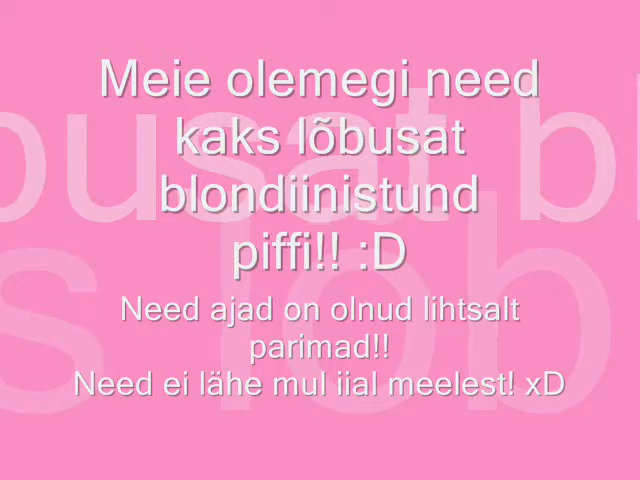 Meie olemegi need
kaks lõbusat
blondiinistund
piffi!! :D
Need ajad on olnud lihtsalt
parimad!!
Need ei lähe mul iial meelest! xD